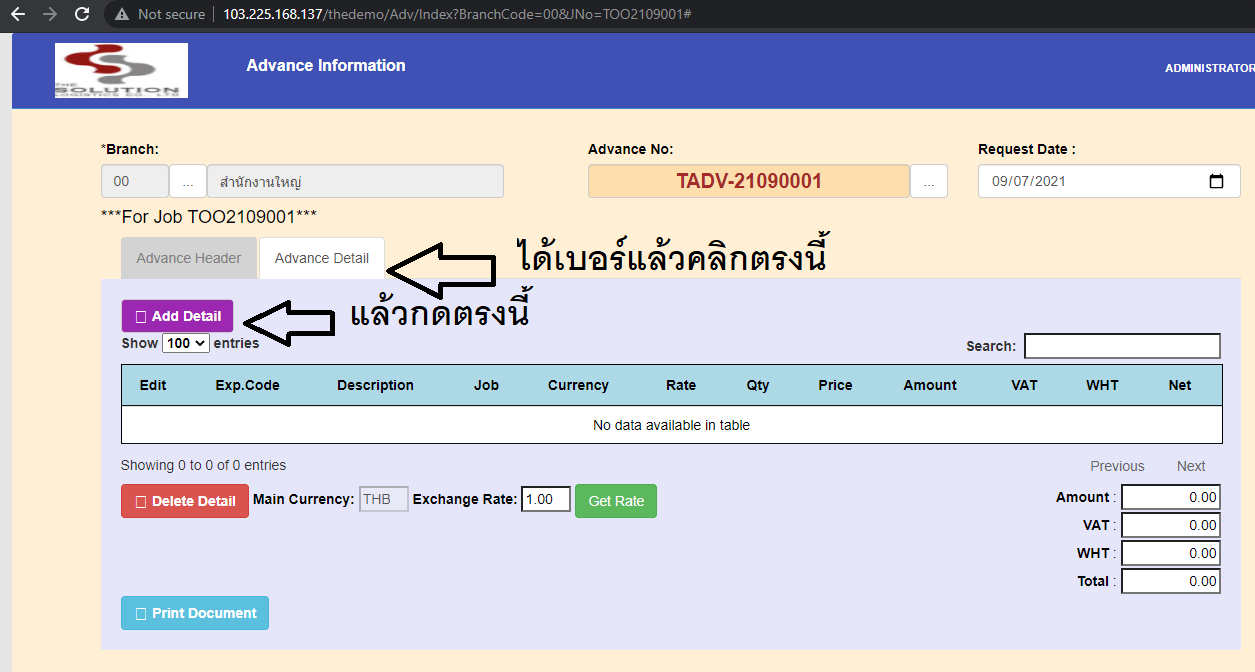 Not secure | 103.225.168.137/thedemo/Adv/Index?BranchCode=00&JNo=TOO2109001#
THE
SOLUTION
LOGISTICS CO., LTD
Advance Information
ADMINISTRATOR
*Branch:
Advance No:
Request Date :
00
...
สำนักงานใหญ่
TADV-21090001
...
09/07/2021
***For Job TOO2109001***
Advance Header
Advance Detail
ได้เบอร์แล้วคลิกตรงนี้
Add Detail
แล้วกดตรงนี้
Show 100 entries
Search:
Edit Exp.Code Description Job Currency Rate Qty Price Amount VAT WHT Net
No data available in table
Showing 0 to 0 of 0 entries
Previous Next
Delete Detail Main Currency: THB Exchange Rate: 1.00 Get Rate
Amount : 0.00
VAT : 0.00
WHT : 0.00
Total : 0.00
Print Document